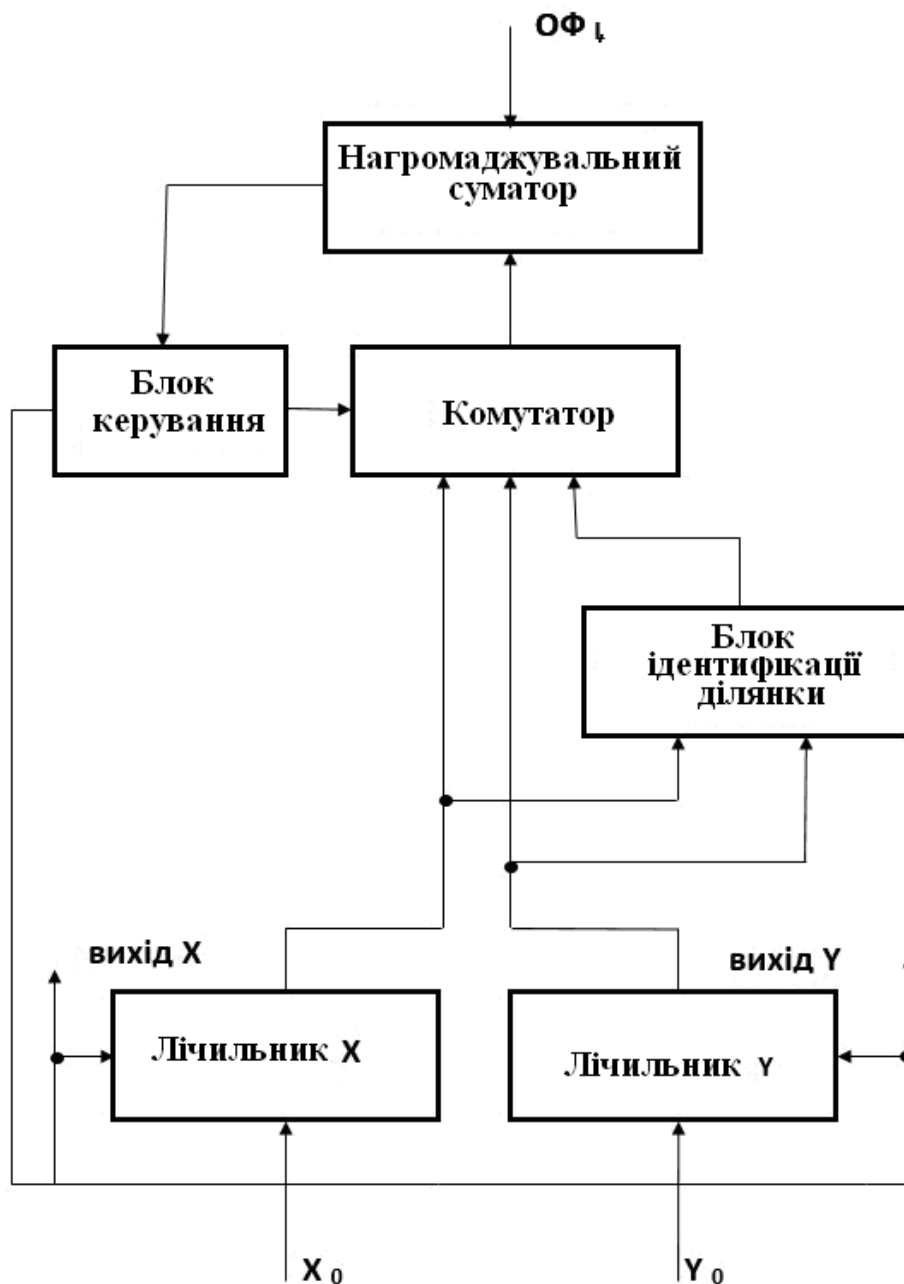 ОФ ц
Нагромаджувальний
суматор
Блок
керування
Комутатор
Блок
ідентифікації
ділянки
вихід X
вихід Y
Лічильник X
Лічильник Y
X 0
Y 0